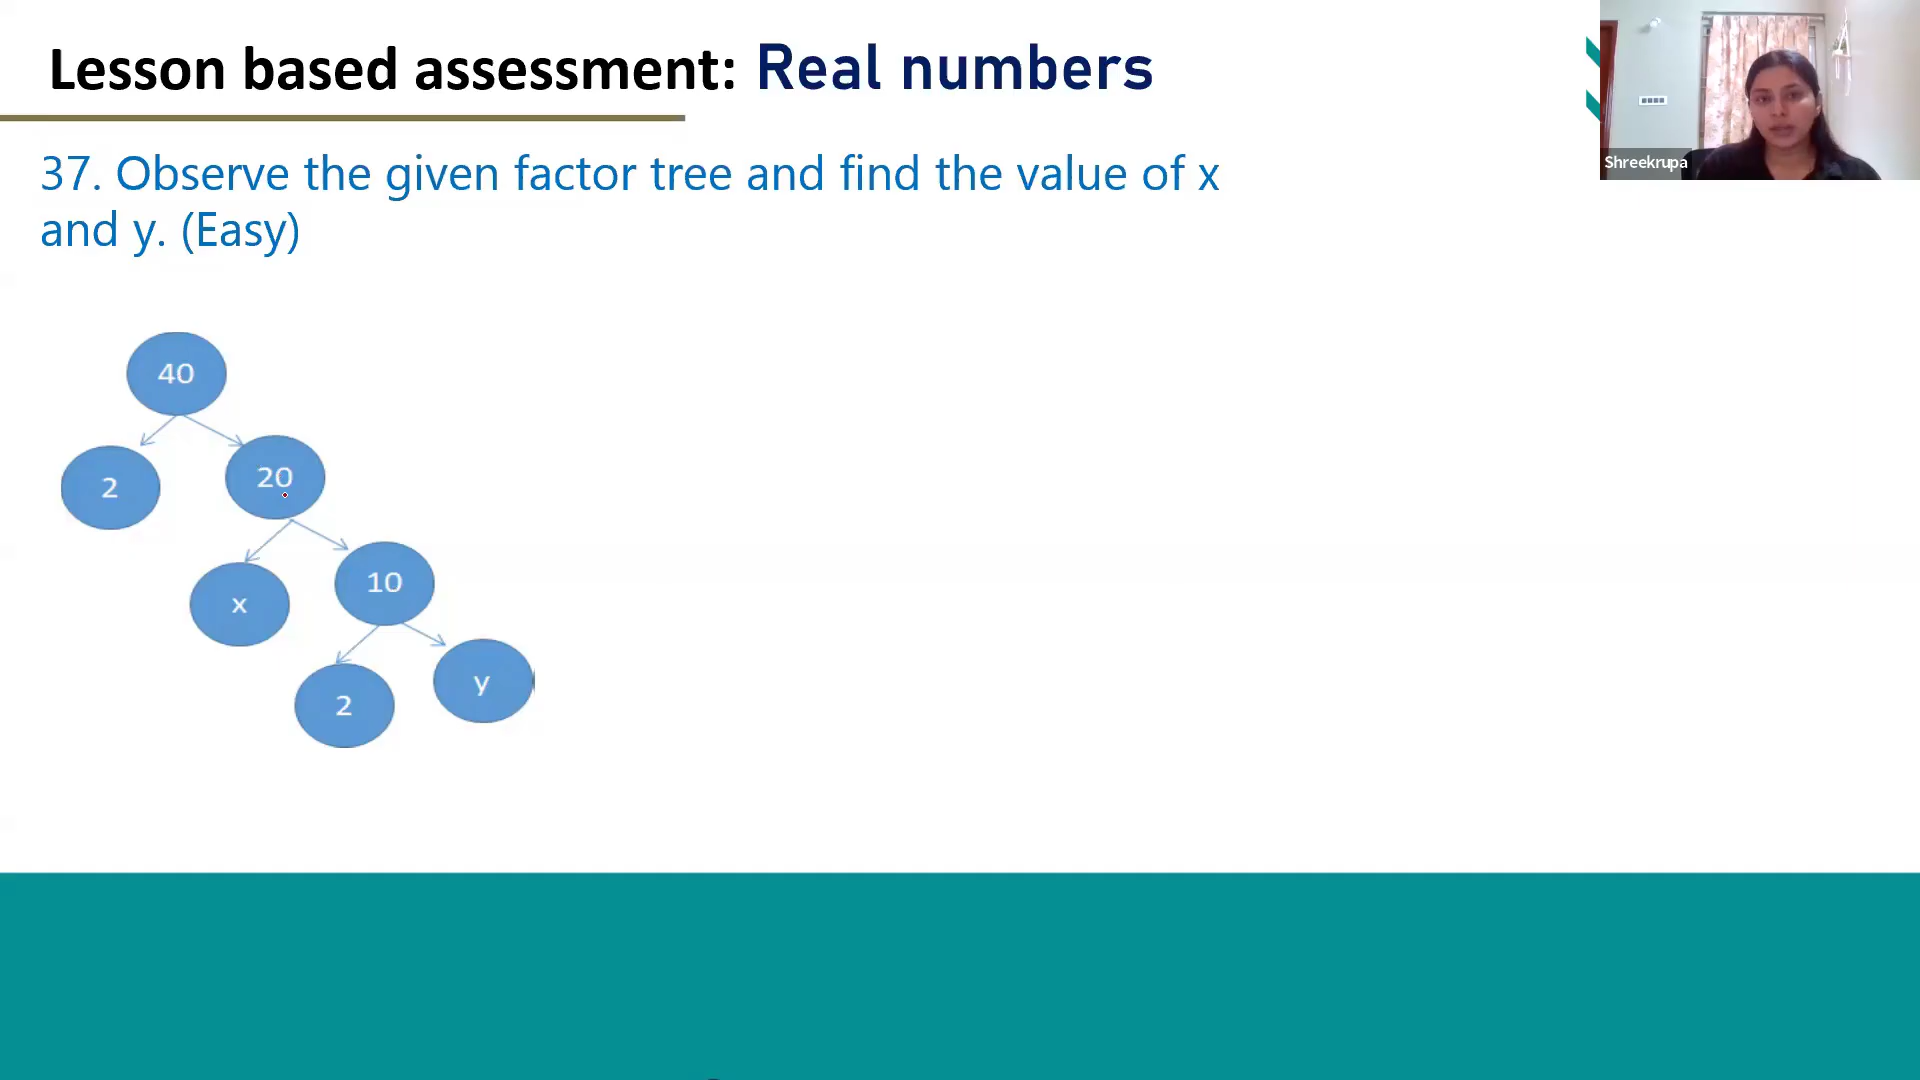 Lesson based assessment: Real numbers
Shreekrupa
37. Observe the given factor tree and find the value of x
and y. (Easy)
40
2
20
x
10
2
y